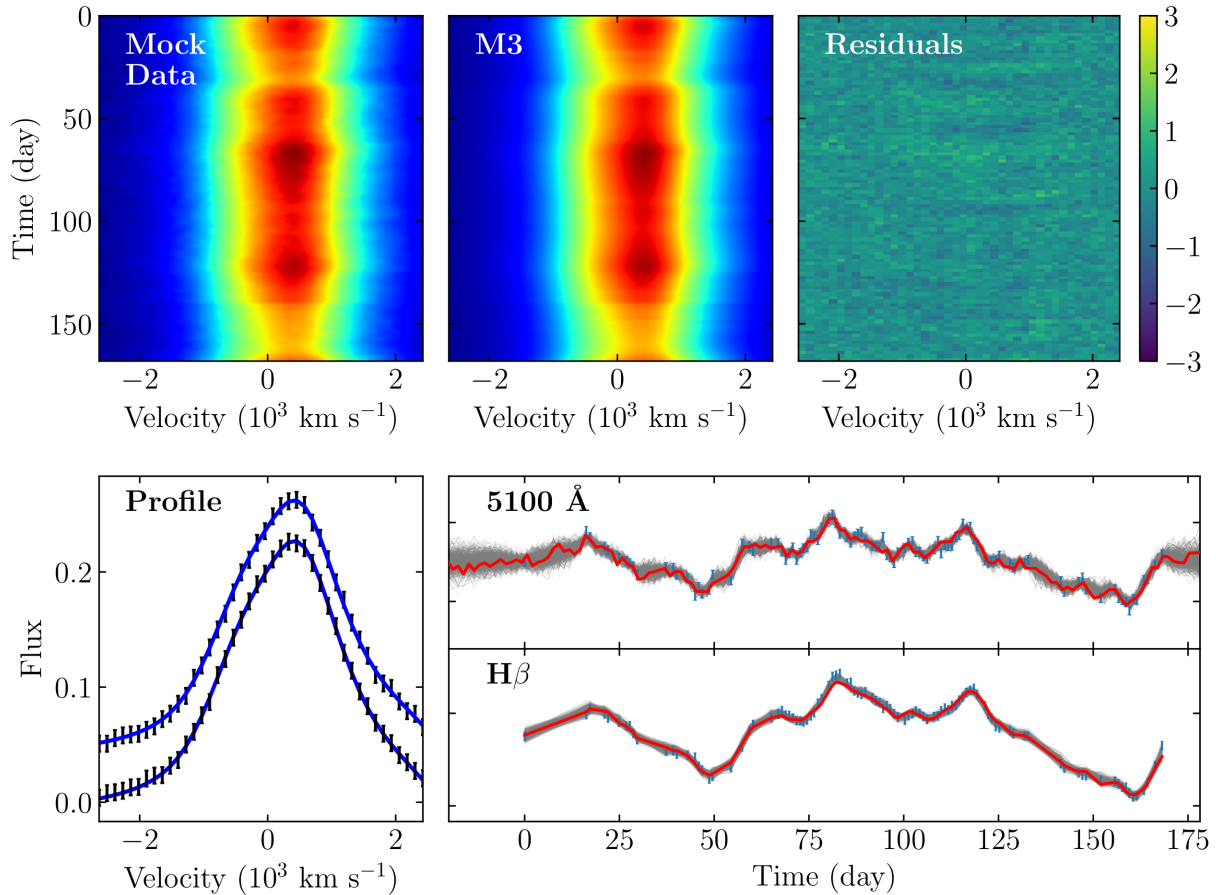 Mock
Data
M3
Residuals
0
50
100
150
Time (day)
−2
0
2
−2
0
2
−2
0
2
3
2
1
0
−1
−2
−3
Velocity (10³ km s⁻¹)
Velocity (10³ km s⁻¹)
Velocity (10³ km s⁻¹)
Profile
0.2
0.1
0.0
Flux
−2
0
2
Velocity (10³ km s⁻¹)
5100 Å
Hβ
0
25
50
75
100
125
150
175
Time (day)